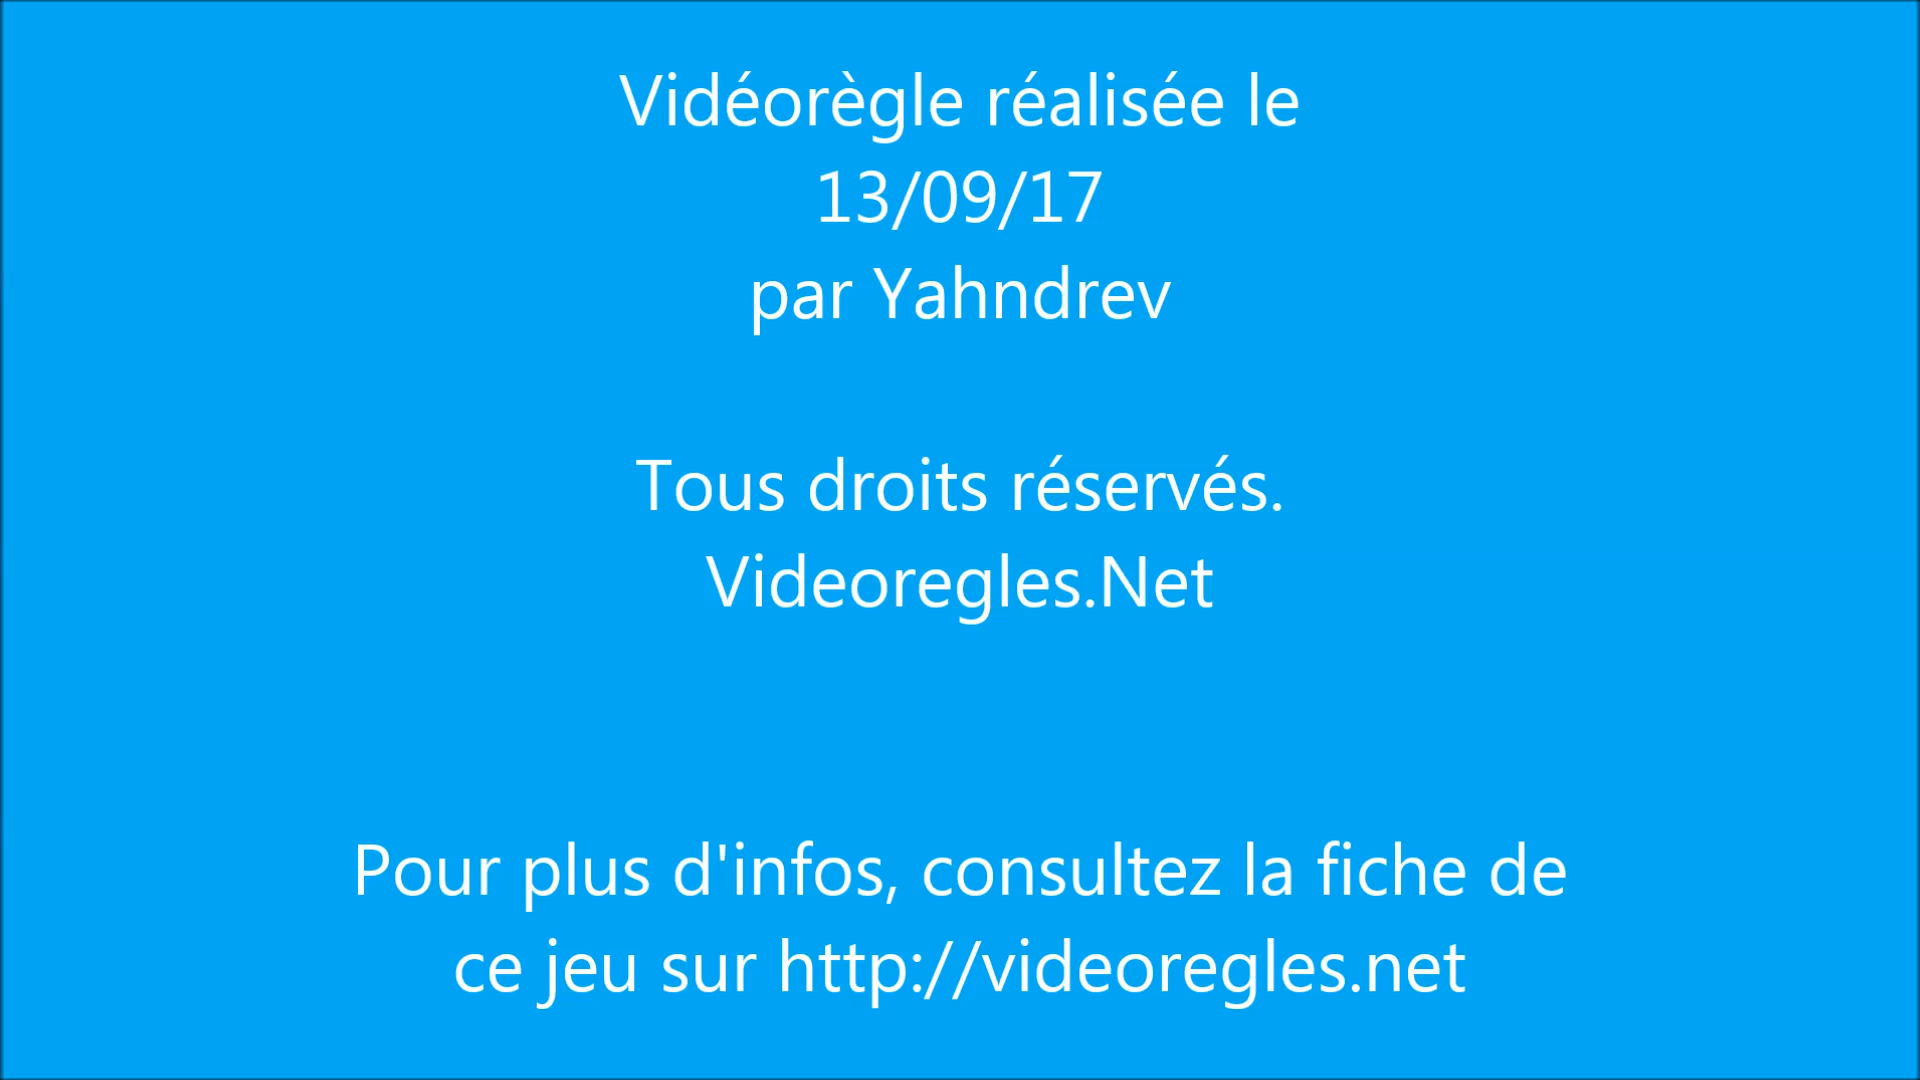 Vidéorègle réalisée le
13/09/17
par Yahndrev
Tous droits réservés.
Videoregles.Net
Pour plus d'infos, consultez la fiche de
ce jeu sur http://videoregles.net